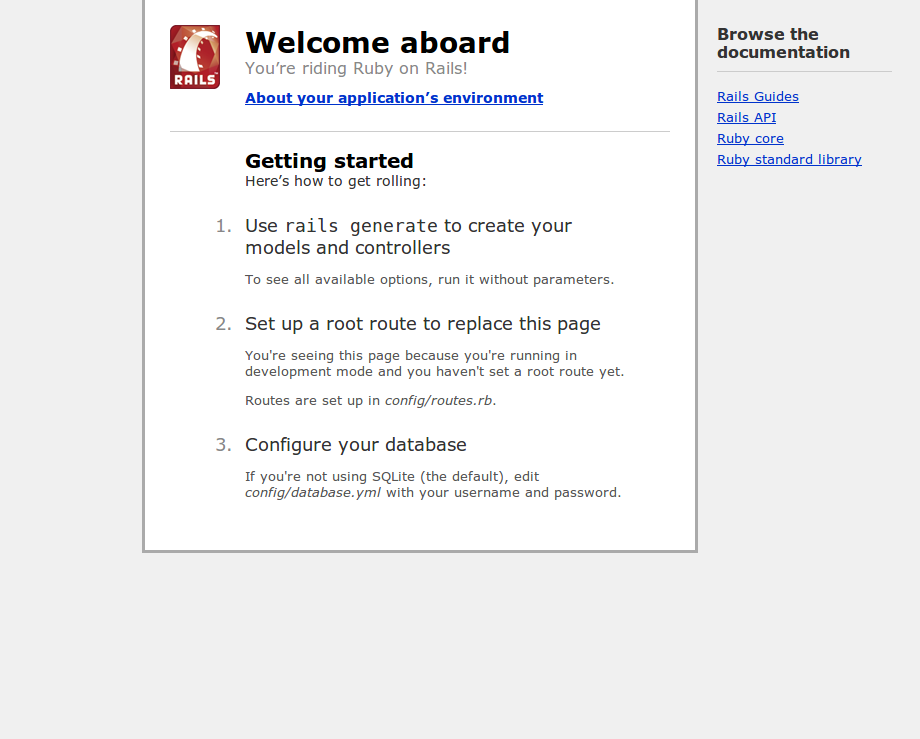 RAILS
Welcome aboard
You’re riding Ruby on Rails!
About your application’s environment
Getting started
Here’s how to get rolling:
1. Use rails generate to create your
models and controllers
To see all available options, run it without parameters.
2. Set up a root route to replace this page
You're seeing this page because you're running in
development mode and you haven't set a root route yet.
Routes are set up in config/routes.rb.
3. Configure your database
If you're not using SQLite (the default), edit
config/database.yml with your username and password.
Browse the
documentation
Rails Guides
Rails API
Ruby core
Ruby standard library